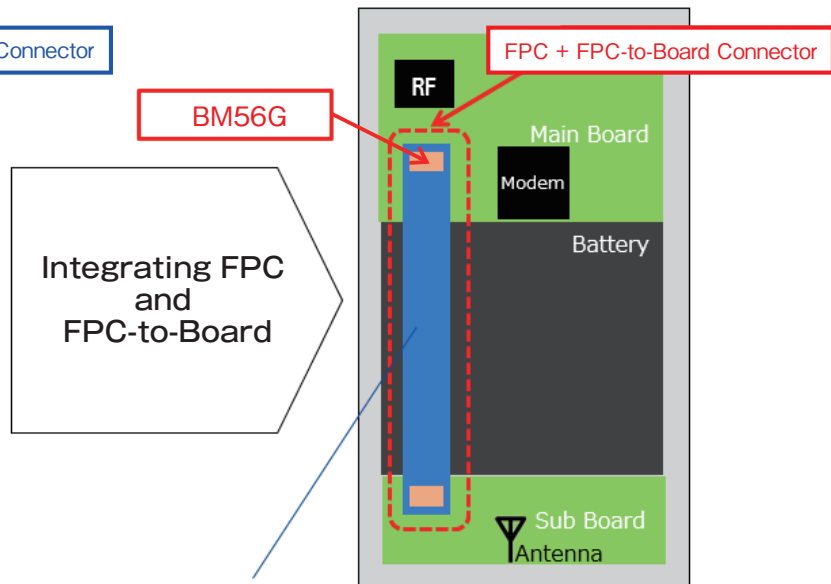 Connector
FPC + FPC-to-Board Connector
RF
BM56G
Main Board
Modem
Integrating FPC
and
FPC-to-Board
Battery
Sub Board
Antenna